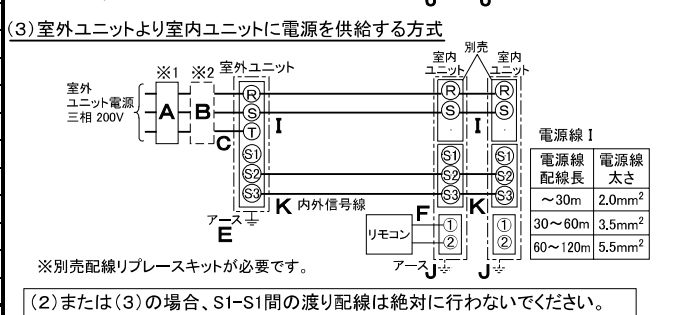 (3)室外ユニットより室内ユニットに電源を供給する方式
別売
※1 ※2 室外ユニット 室内ユニット 室内ユニット
室外
ユニット電源
三相 200V
A B C
R S T S1 S2 S3
I
R S S1 S2 S3 ① ②
I
R S S1 S2 S3 ① ②
K 内外信号線 K
アース
E
F
リモコン
アース J J
電源線 I
電源線配線長 電源線太さ
～30m 2.0mm²
30～60m 3.5mm²
60～120m 5.5mm²
※別売配線リプレースキットが必要です。
(2)または(3)の場合、S1-S1間の渡り配線は絶対に行わないでください。